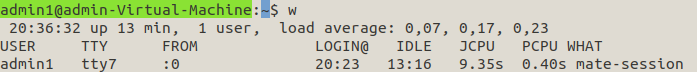 admin1@admin-Virtual-Machine:~$ w
 20:36:32 up 13 min,  1 user,  load average: 0,07, 0,17, 0,23
USER     TTY      FROM             LOGIN@   IDLE   JCPU   PCPU WHAT
admin1   tty7     :0               20:23   13:16   9.35s  0.40s mate-session